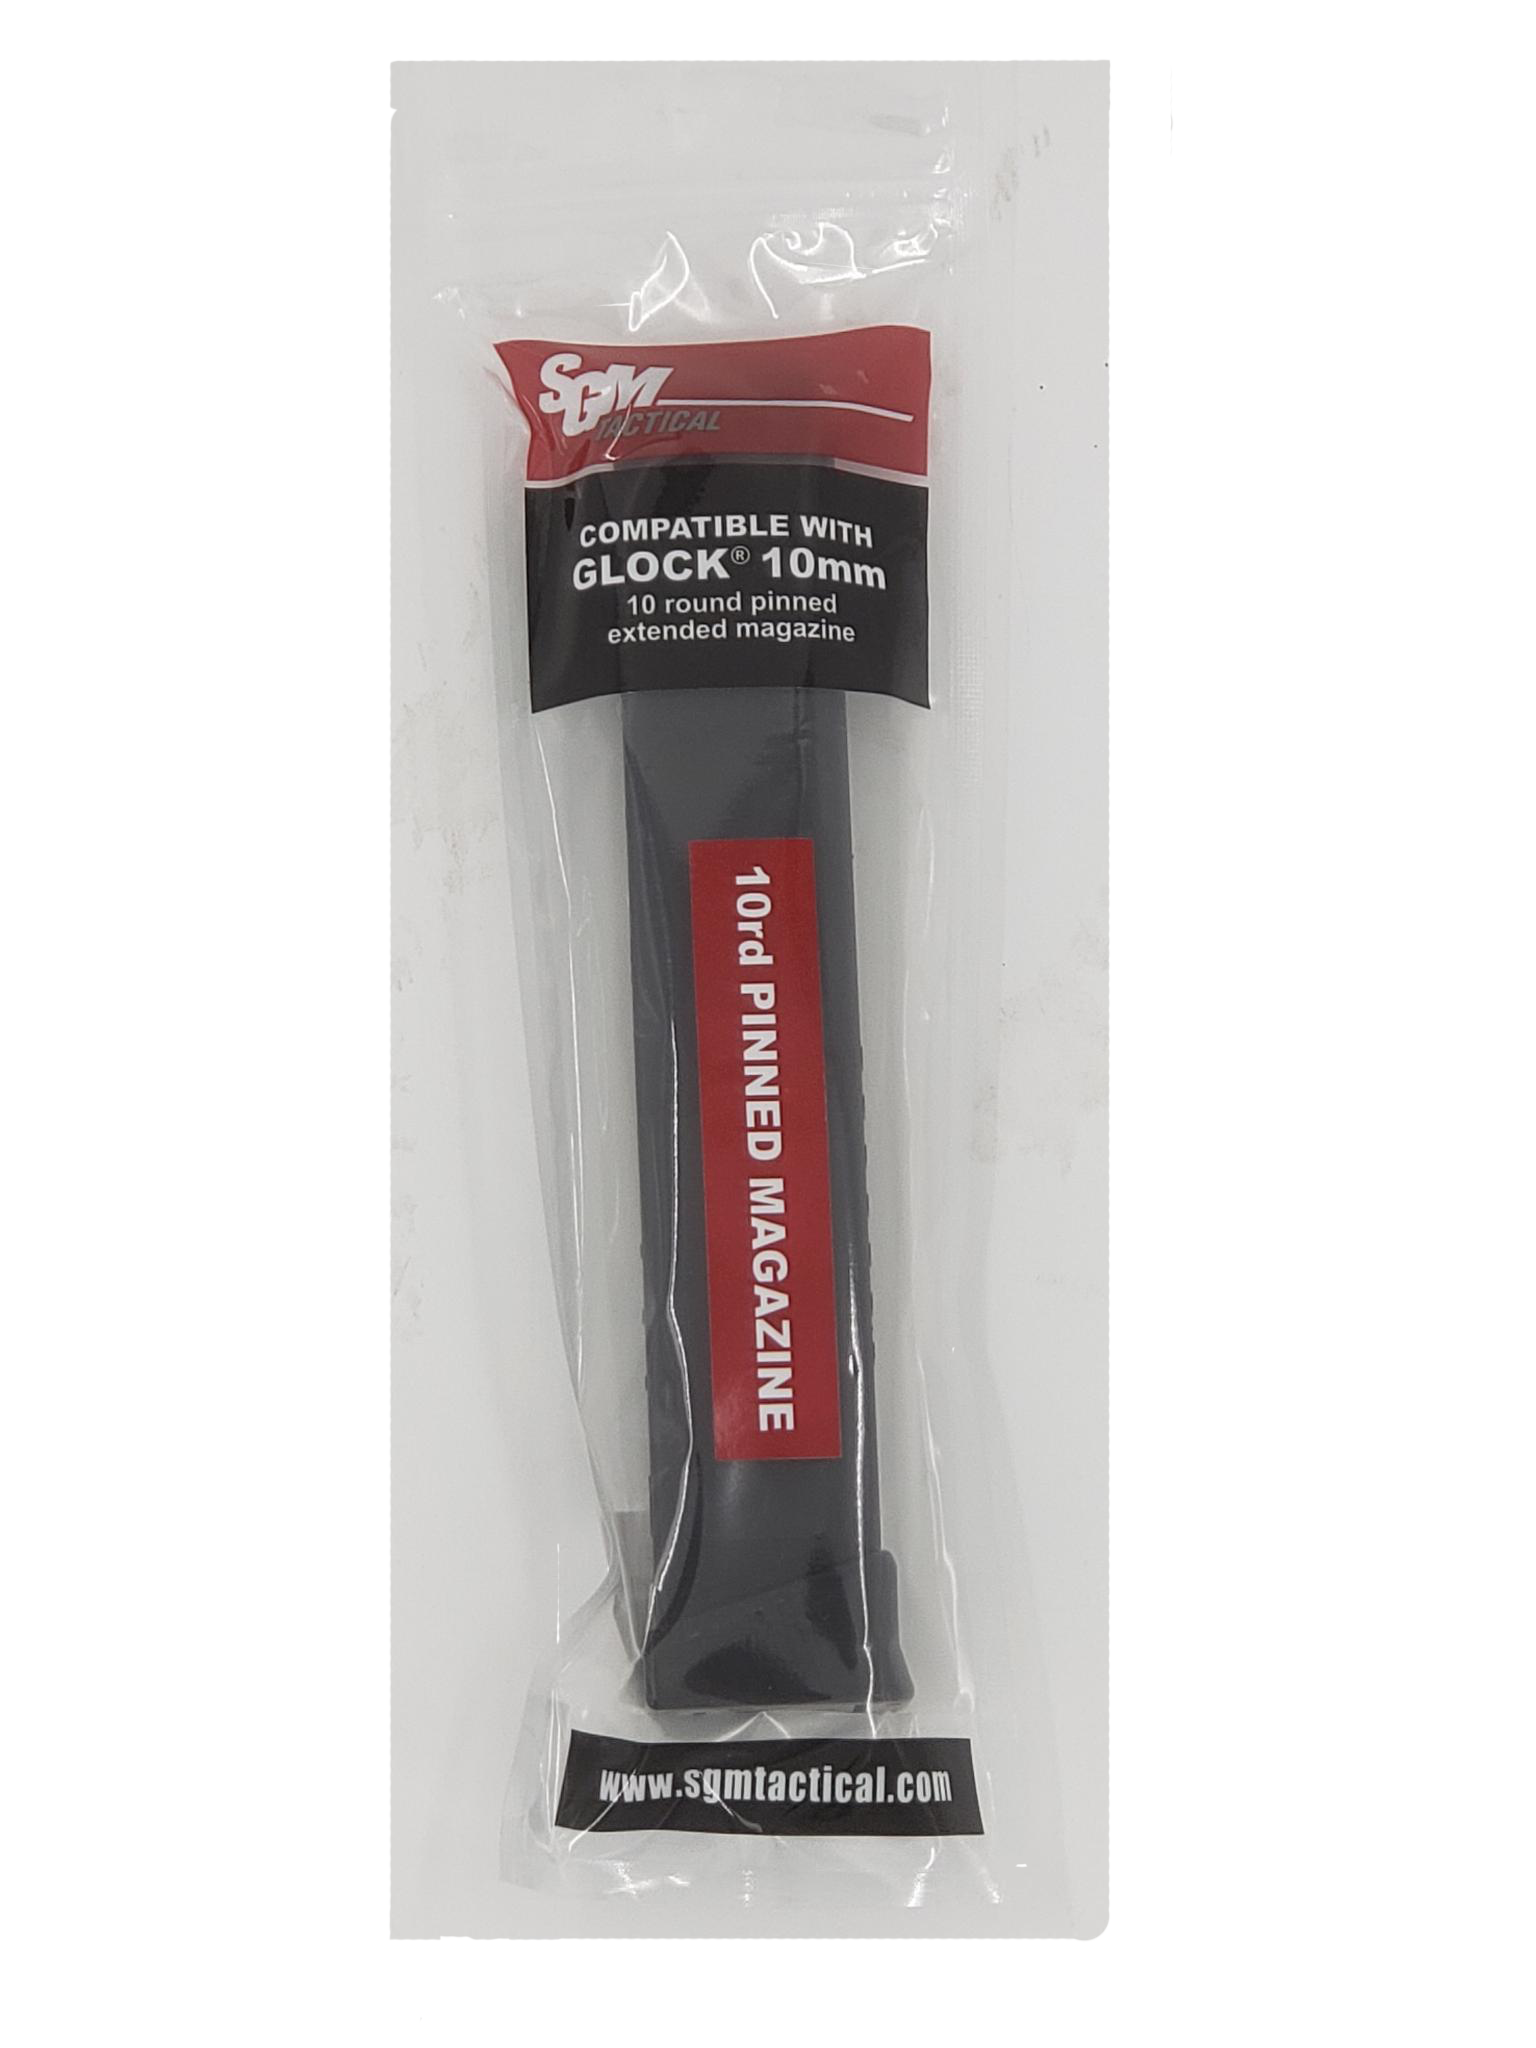 SGM
TACTICAL
COMPATIBLE WITH
GLOCK® 10mm
10 round pinned
extended magazine
10rd PINNED MAGAZINE
www.sgmtactical.com